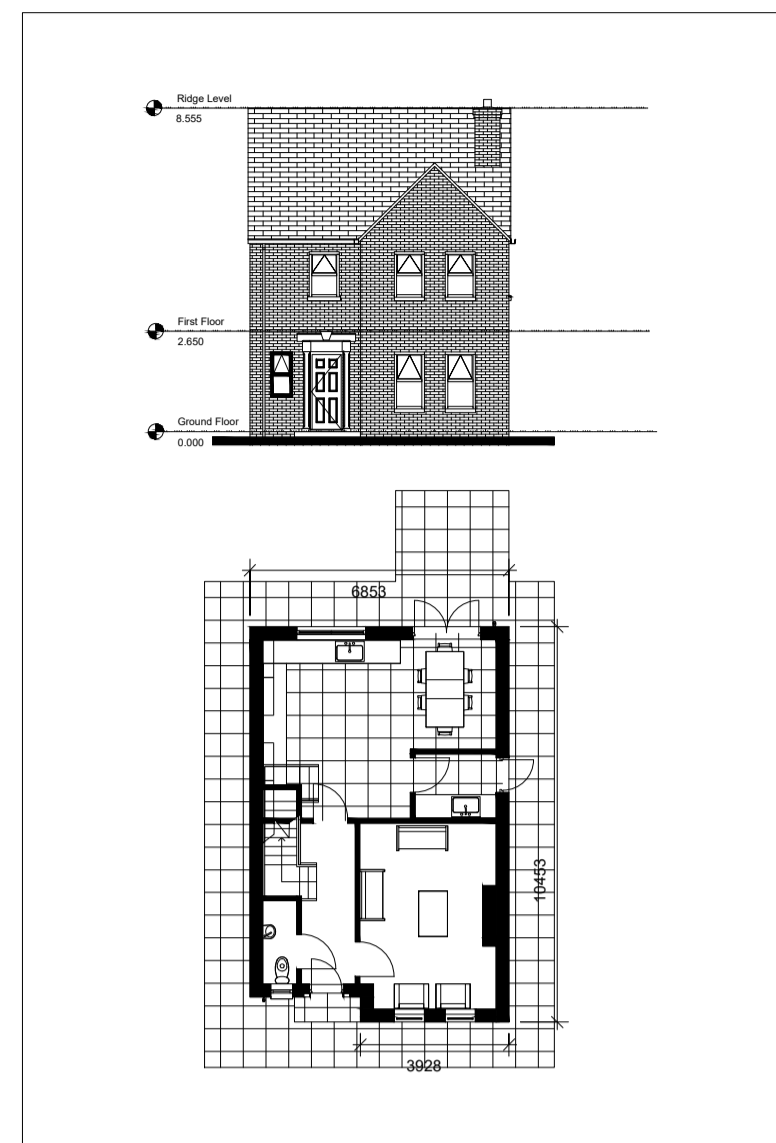 Ridge Level
8.555
First Floor
2.650
Ground Floor
0.000
6853
10453
3928